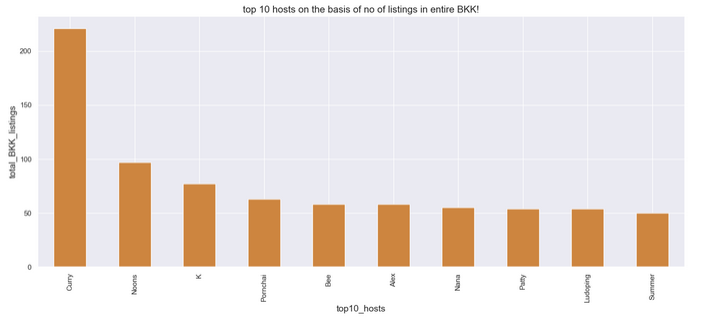 top 10 hosts on the basis of no of listings in entire BKK!
total_BKK_listings
200
150
100
50
0
Curry
Noons
K
Pornchai
Bee
Alex
Nana
Patty
Ludoping
Summer
top10_hosts